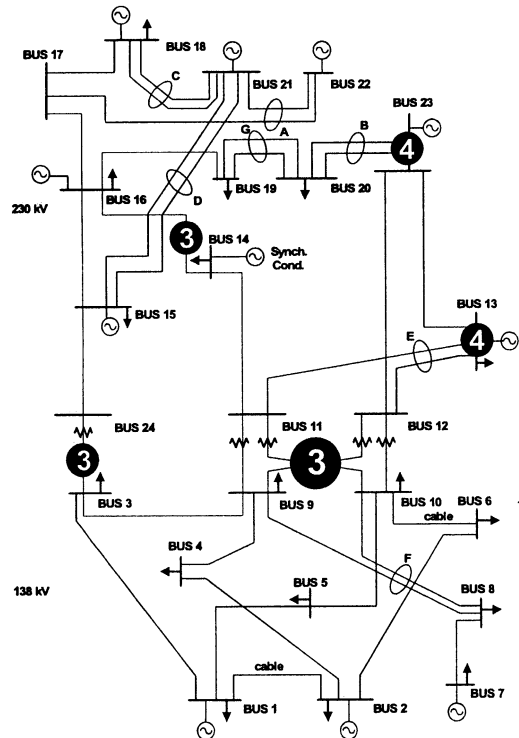 BUS 18
BUS 17
BUS 21
BUS 22
C
BUS 23
G
A
B
4
D
BUS 16
BUS 19
BUS 20
230 kV
3
BUS 14
Synch.
Cond.
BUS 13
BUS 15
E
4
BUS 24
BUS 11
BUS 12
3
3
BUS 3
BUS 9
BUS 10
BUS 6
cable
BUS 4
BUS 5
F
BUS 8
138 kV
cable
BUS 1
BUS 2
BUS 7